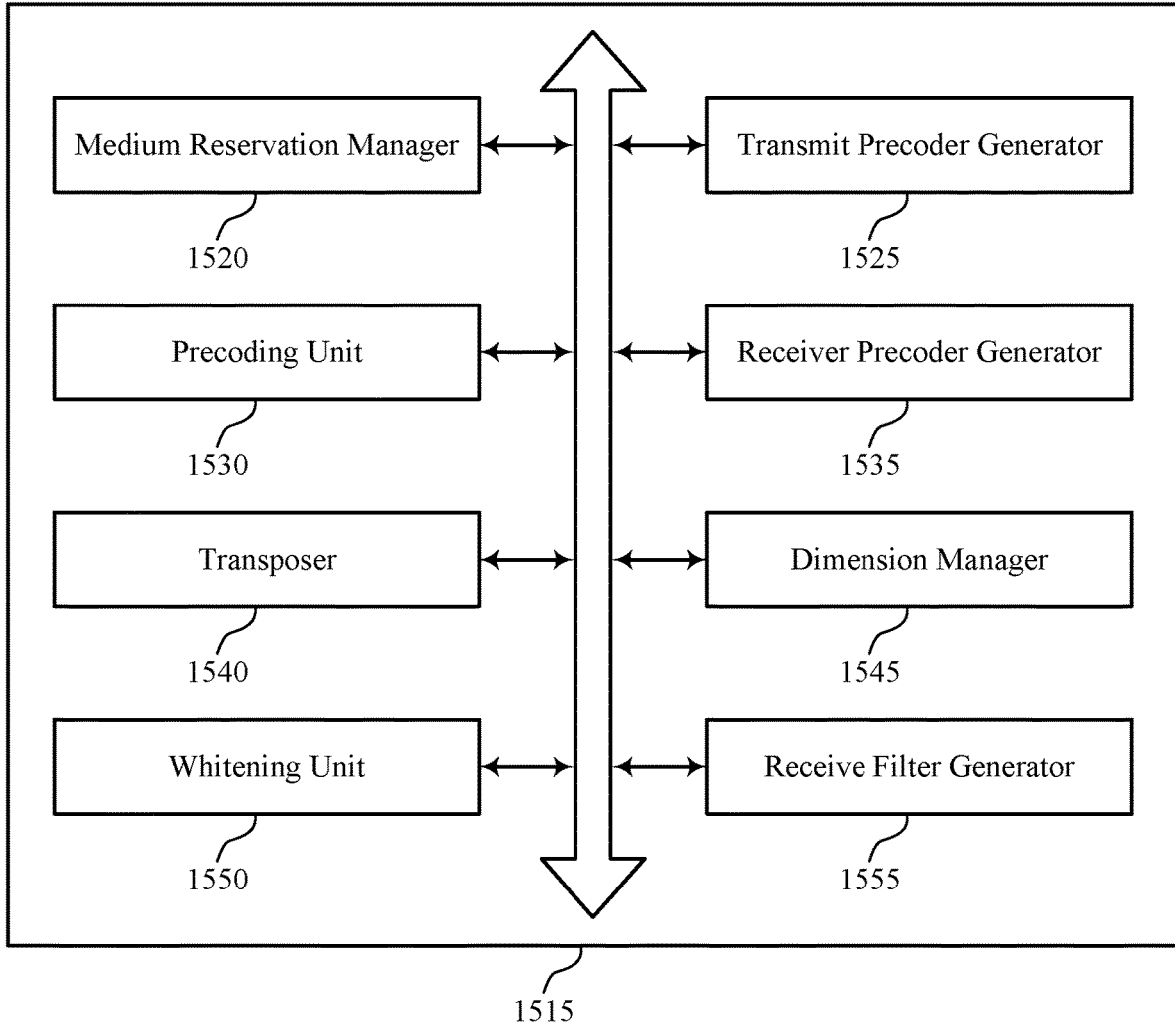 Medium Reservation Manager
Transmit Precoder Generator
1520
1525
Precoding Unit
Receiver Precoder Generator
1530
1535
Transposer
Dimension Manager
1540
1545
Whitening Unit
Receive Filter Generator
1550
1555
1515